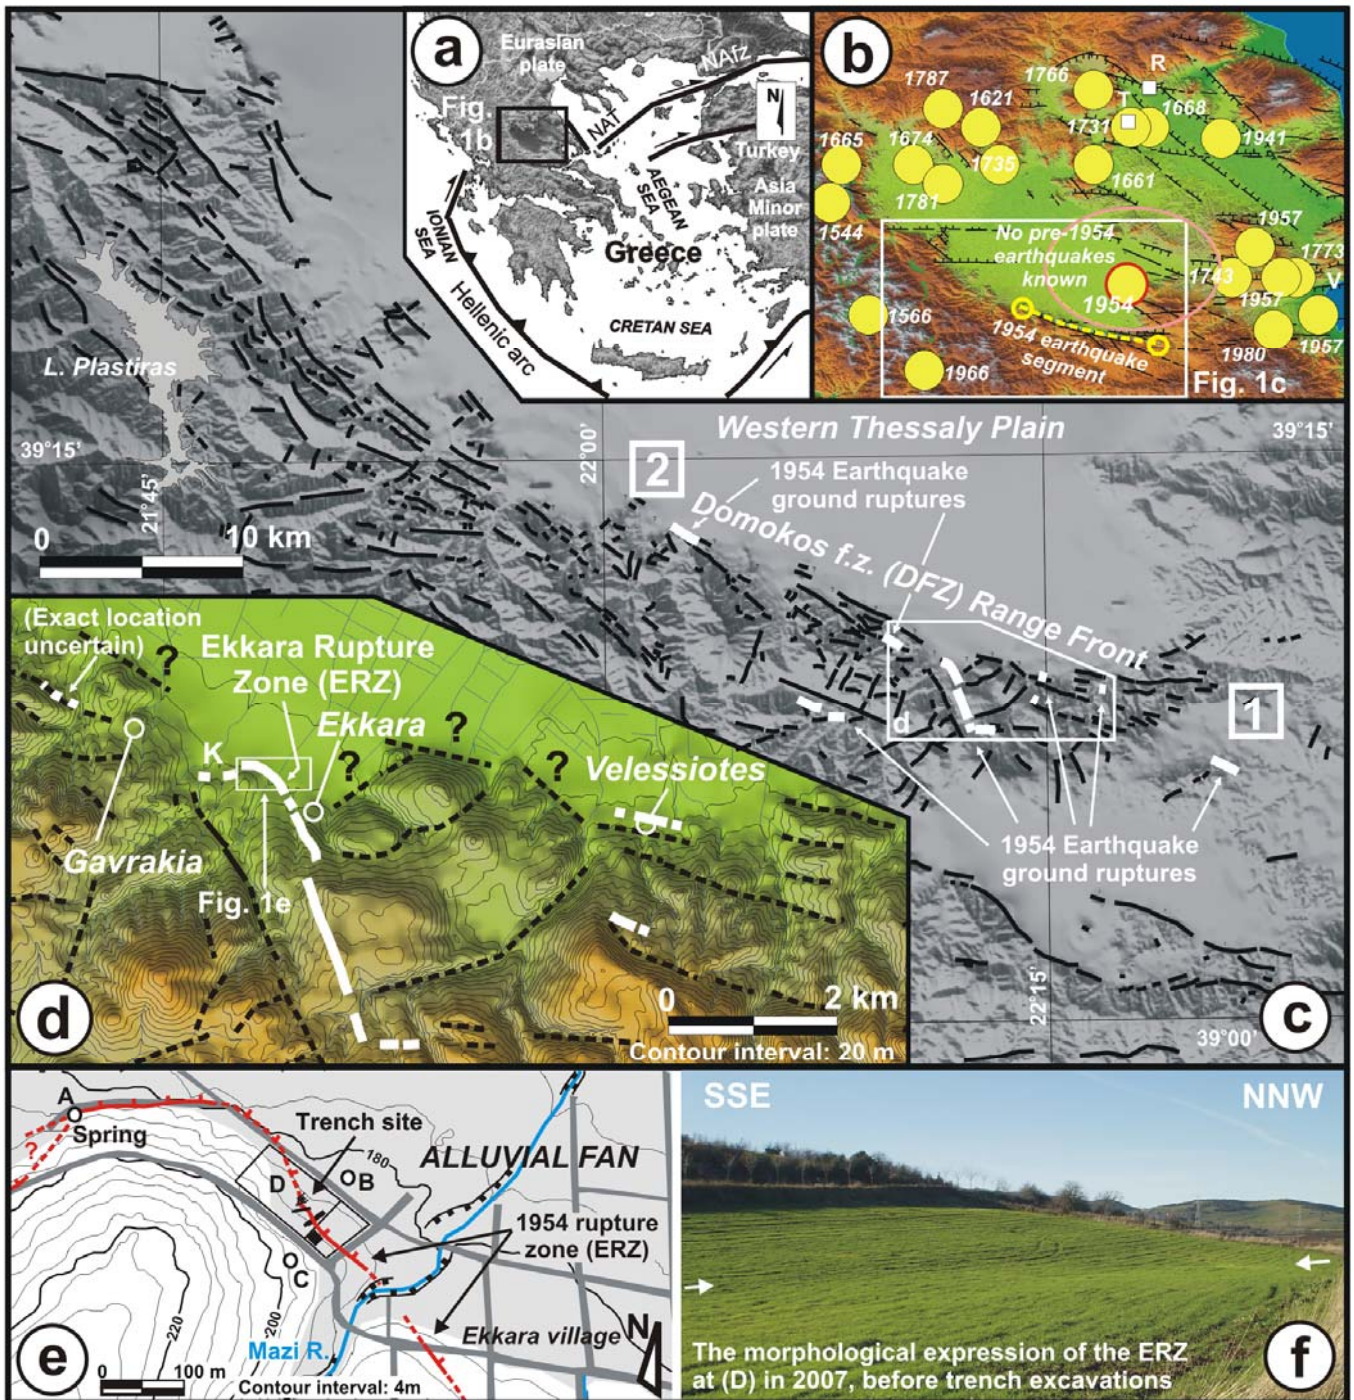 a
Eurasian
plate
Fig.
1b
NAfz
NAT
N
Turkey
AEGEAN
SEA
Asia
Minor
plate
IONIAN
SEA
Greece
Hellenic arc
CRETAN SEA
b
1787
1621
1766
R
T
1668
1731
1941
1665
1674
1735
1661
1781
1544
No pre-1954
earthquakes
known
1957
1773
1743
V
1954
1957
1566
1954 earthquake
segment
1980
1957
1966
Fig. 1c
L. Plastiras
39°15'
21°45'
0
10 km
22°00'
2
Western Thessaly Plain
39°15'
1954 Earthquake
ground ruptures
Domokos f.z. (DFZ) Range Front
d
1
1954 Earthquake
ground ruptures
22°15'
39°00'
c
(Exact location
uncertain)
?
Ekkara Rupture
Zone (ERZ)
Ekkara
?
K
?
?
Velessiotes
Gavrakia
Fig. 1e
d
0
2 km
Contour interval: 20 m
A
Spring
?
Trench site
180
ALLUVIAL FAN
D
B
1954 rupture
zone (ERZ)
C
220
200
Mazi R.
Ekkara village
N
e
0
100 m
Contour interval: 4m
SSE
NNW
The morphological expression of the ERZ
at (D) in 2007, before trench excavations
f